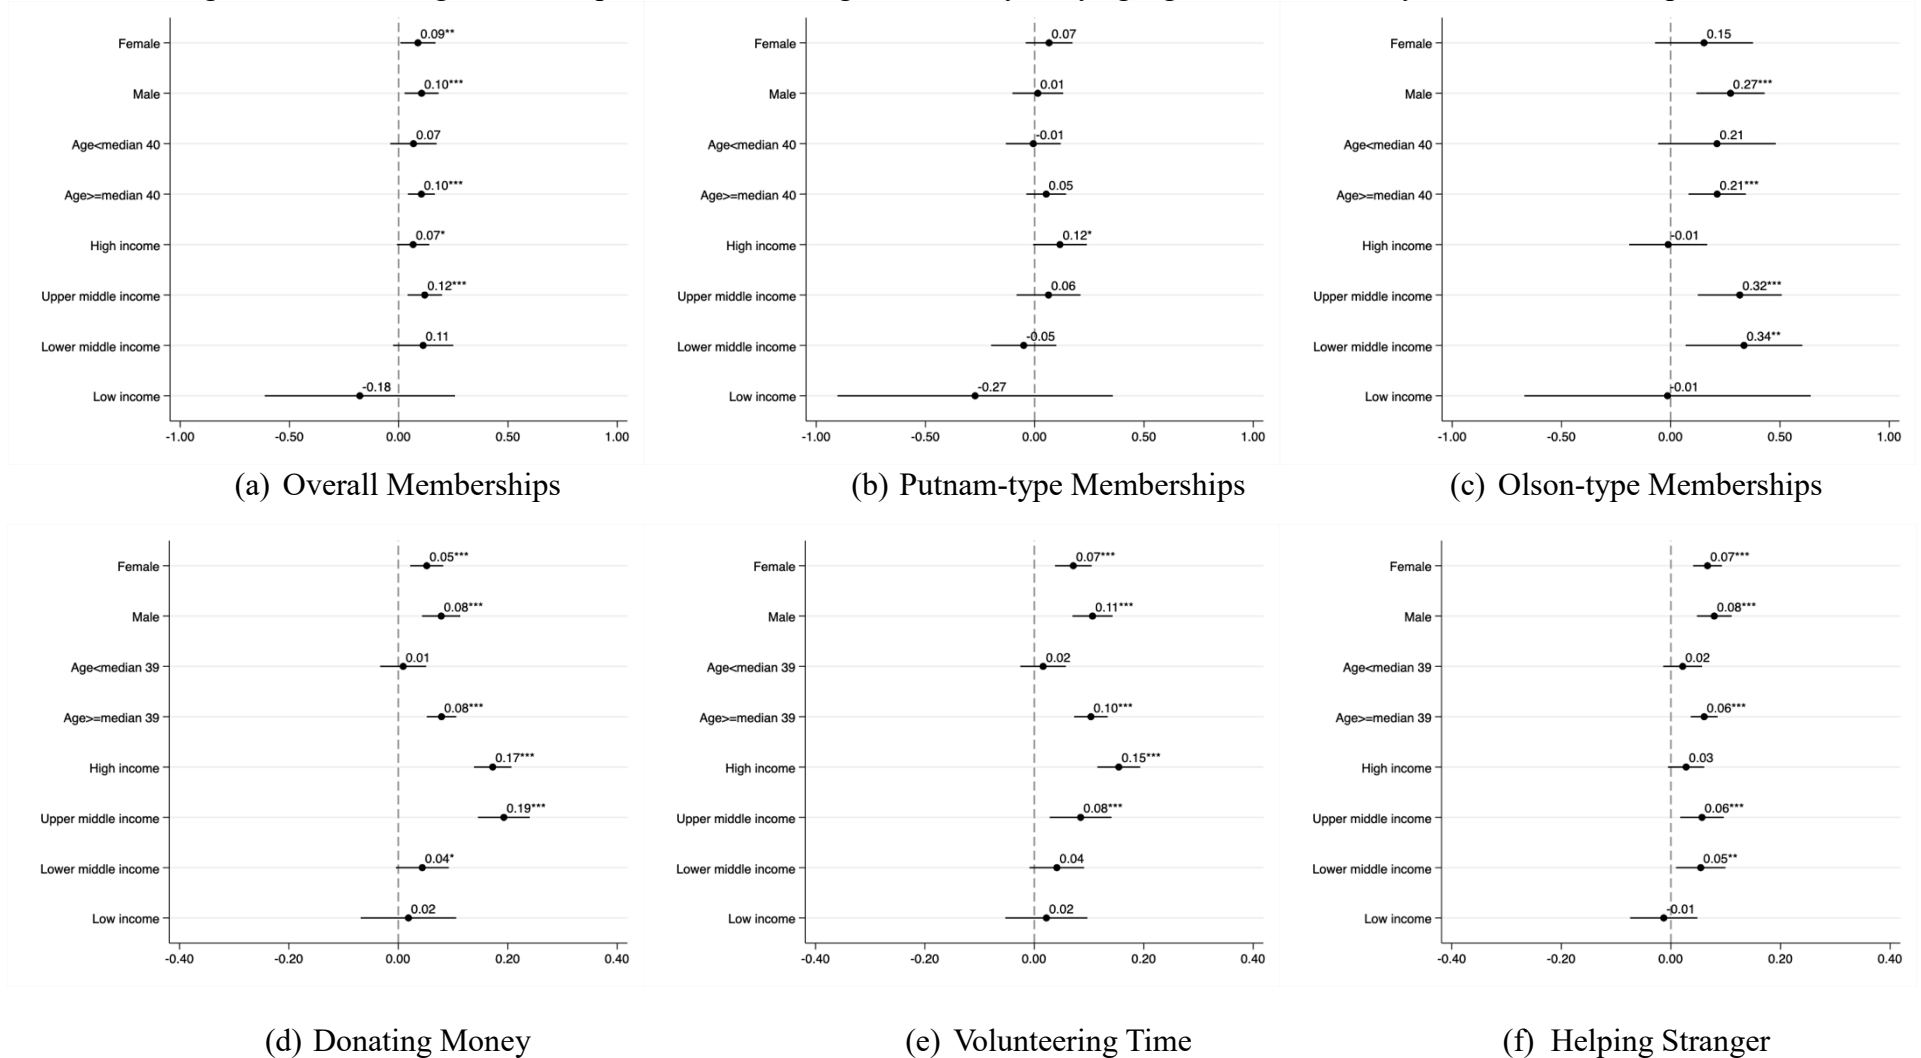 Female 0.09**
Male 0.10***
Age<median 40 0.07
Age>=median 40 0.10***
High income 0.07*
Upper middle income 0.12***
Lower middle income 0.11
Low income -0.18
-1.00 -0.50 0.00 0.50 1.00
(a) Overall Memberships
Female 0.07
Male 0.01
Age<median 40 -0.01
Age>=median 40 0.05
High income 0.12*
Upper middle income 0.06
Lower middle income -0.05
Low income -0.27
-1.00 -0.50 0.00 0.50 1.00
(b) Putnam-type Memberships
Female 0.15
Male 0.27***
Age<median 40 0.21
Age>=median 40 0.21***
High income -0.01
Upper middle income 0.32***
Lower middle income 0.34**
Low income -0.01
-1.00 -0.50 0.00 0.50 1.00
(c) Olson-type Memberships
Female 0.05***
Male 0.08***
Age<median 39 0.01
Age>=median 39 0.08***
High income 0.17***
Upper middle income 0.19***
Lower middle income 0.04*
Low income 0.02
-0.40 -0.20 0.00 0.20 0.40
(d) Donating Money
Female 0.07***
Male 0.11***
Age<median 39 0.02
Age>=median 39 0.10***
High income 0.15***
Upper middle income 0.08***
Lower middle income 0.04
Low income 0.02
-0.40 -0.20 0.00 0.20 0.40
(e) Volunteering Time
Female 0.07***
Male 0.08***
Age<median 39 0.02
Age>=median 39 0.06***
High income 0.03
Upper middle income 0.06***
Lower middle income 0.05**
Low income -0.01
-0.40 -0.20 0.00 0.20 0.40
(f) Helping Stranger